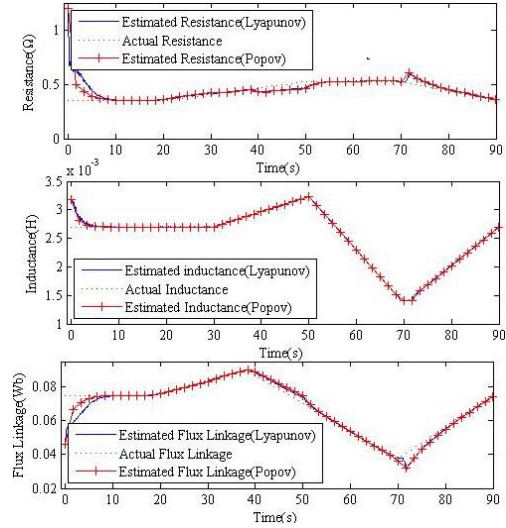 Estimated Resistance(Lyapunov)
Actual Resistance
Estimated Resistance(Popov)
Resistance(Ω)
1
0.5
0
0 10 20 30 40 50 60 70 80 90
Time(s)
x 10⁻³
3.5
3
2.5
2
1.5
1
Inductance(H)
Estimated inductance(Lyapunov)
Actual Inductance
Estimated Inductance(Popov)
0 10 20 30 40 50 60 70 80 90
Time(s)
0.08
0.06
0.04
0.02
Flux Linkage(Wb)
Estimated Flux Linkage(Lyapunov)
Actual Flux Linkage
Estimated Flux Linkage(Popov)
0 10 20 30 40 50 60 70 80 90
Time(s)